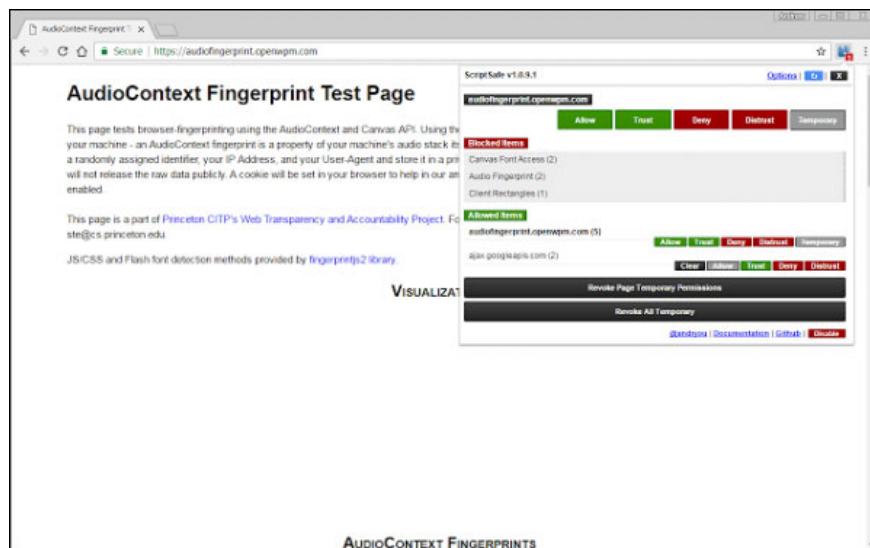 AudioContext Fingerprint T
Secure | https://audiofingerprint.openwpm.com
AudioContext Fingerprint Test Page
This page tests browser-fingerprinting using the AudioContext and Canvas API. Using the
your machine - an AudioContext fingerprint is a property of your machine's audio stack its
a randomly assigned identifier, your IP Address, and your User-Agent and store it in a pri
will not release the raw data publicly. A cookie will be set in your browser to help in our an
enabled.
This page is a part of Princeton CITP's Web Transparency and Accountability Project. Fo
ste@cs.princeton.edu.
JS/CSS and Flash font detection methods provided by fingerprintjs2 library.
VISUALIZAT
AUDIOCONTEXT FINGERPRINTS
ScriptSafe v1.0.9.1
Options | X
audiofingerprint.openwpm.com
Allow Trust Deny Distrust Temporary
Blocked Items
Canvas Font Access (2)
Audio Fingerprint (2)
Client Rectangles (1)
Allowed Items
audiofingerprint.openwpm.com (5)
Allow Trust Deny Distrust Temporary
ajax.googleapis.com (2)
Clear Allow Trust Deny Distrust
Revoke Page Temporary Permissions
Revoke All Temporary
@andryou | Documentation | Github | Disable